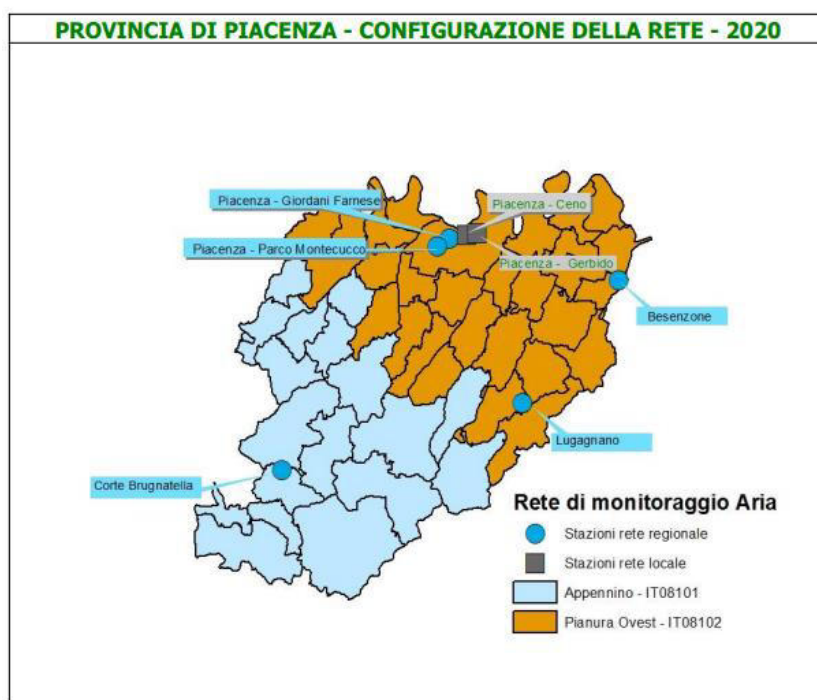 PROVINCIA DI PIACENZA - CONFIGURAZIONE DELLA RETE - 2020
Piacenza - Giordani Farnese
Piacenza - Ceno
Piacenza - Parco Montecucco
Piacenza - Gerbido
Besenzone
Lugagnano
Corte Brugnatella
Rete di monitoraggio Aria
Stazioni rete regionale
Stazioni rete locale
Appennino - IT08101
Pianura Ovest - IT08102